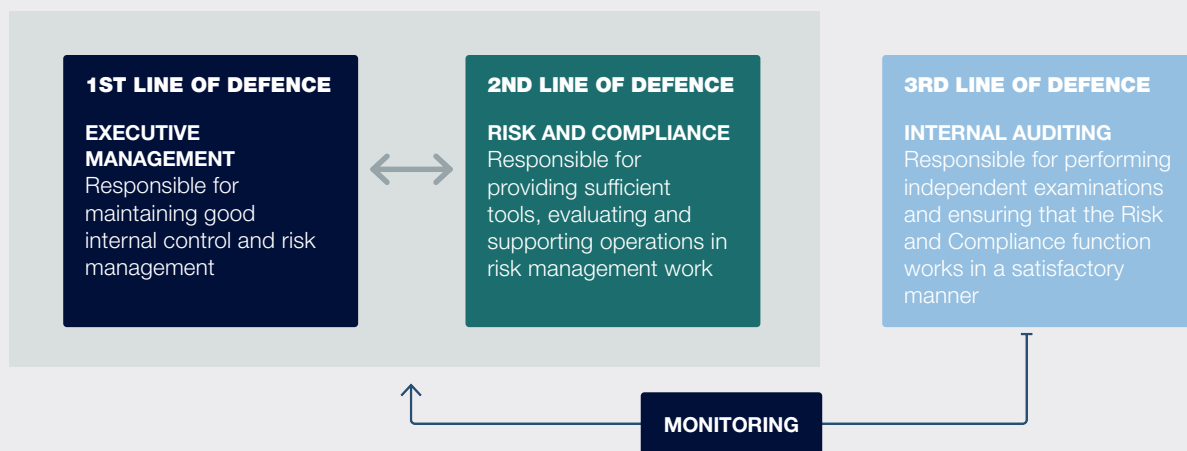 1ST LINE OF DEFENCE
EXECUTIVE
MANAGEMENT
Responsible for
maintaining good
internal control and risk
management
2ND LINE OF DEFENCE
RISK AND COMPLIANCE
Responsible for
providing sufficient
tools, evaluating and
supporting operations in
risk management work
3RD LINE OF DEFENCE
INTERNAL AUDITING
Responsible for performing
independent examinations
and ensuring that the Risk
and Compliance function
works in a satisfactory
manner
MONITORING